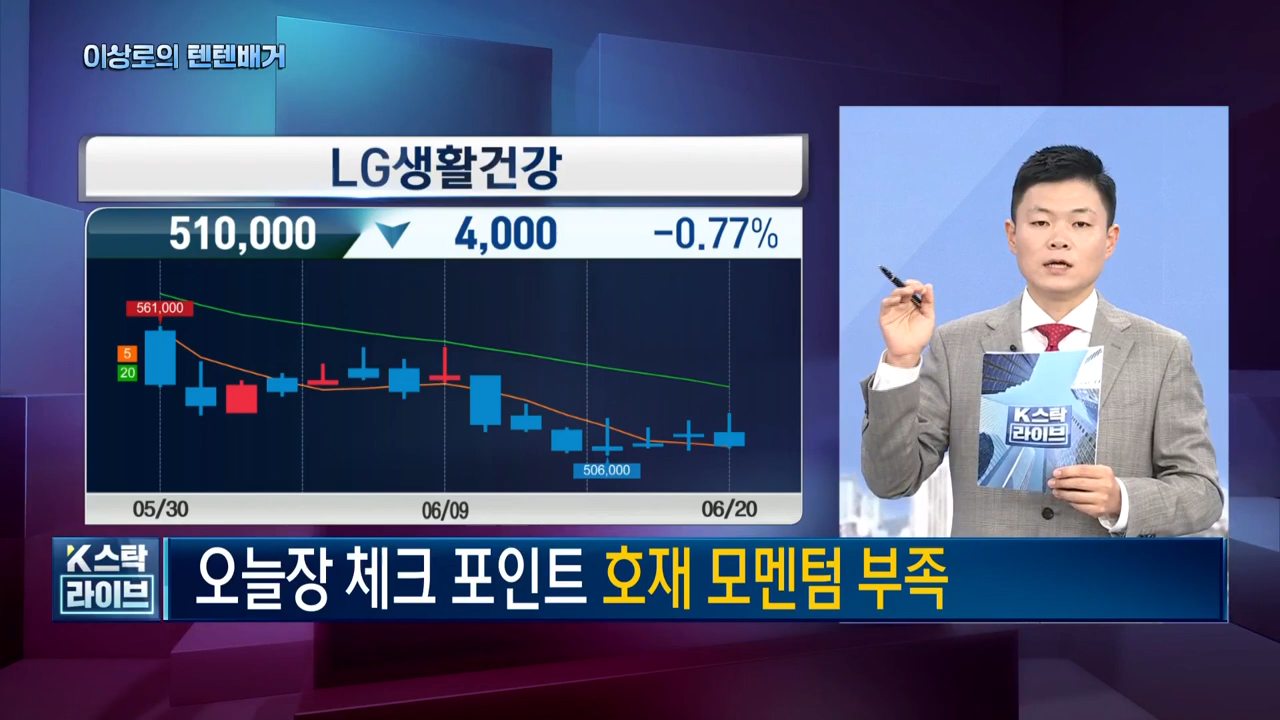 이상로의 텐텐배거
LG생활건강
510,000 ▼ 4,000 -0.77%
561,000
5
20
506,000
05/30 06/09 06/20
K스탁
라이브
K스탁
라이브
오늘장 체크 포인트 호재 모멘텀 부족